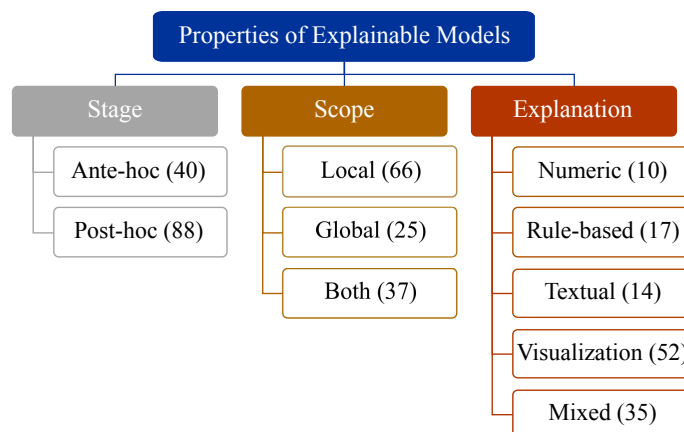 Properties of Explainable Models
Stage
Ante-hoc (40)
Post-hoc (88)
Scope
Local (66)
Global (25)
Both (37)
Explanation
Numeric (10)
Rule-based (17)
Textual (14)
Visualization (52)
Mixed (35)